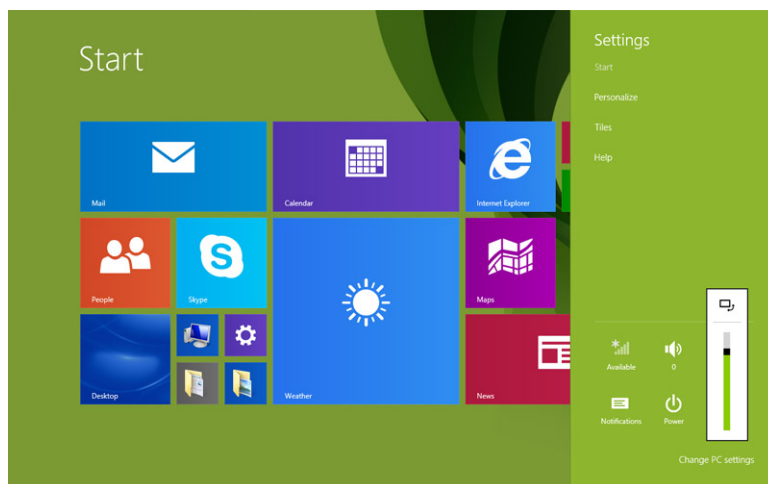 Start
Settings
Start
Personalize
Tiles
Help
Mail
Calendar
Internet Explorer
People
Skype
Maps
Desktop
Weather
News
Available
0
Notifications
Power
Change PC settings